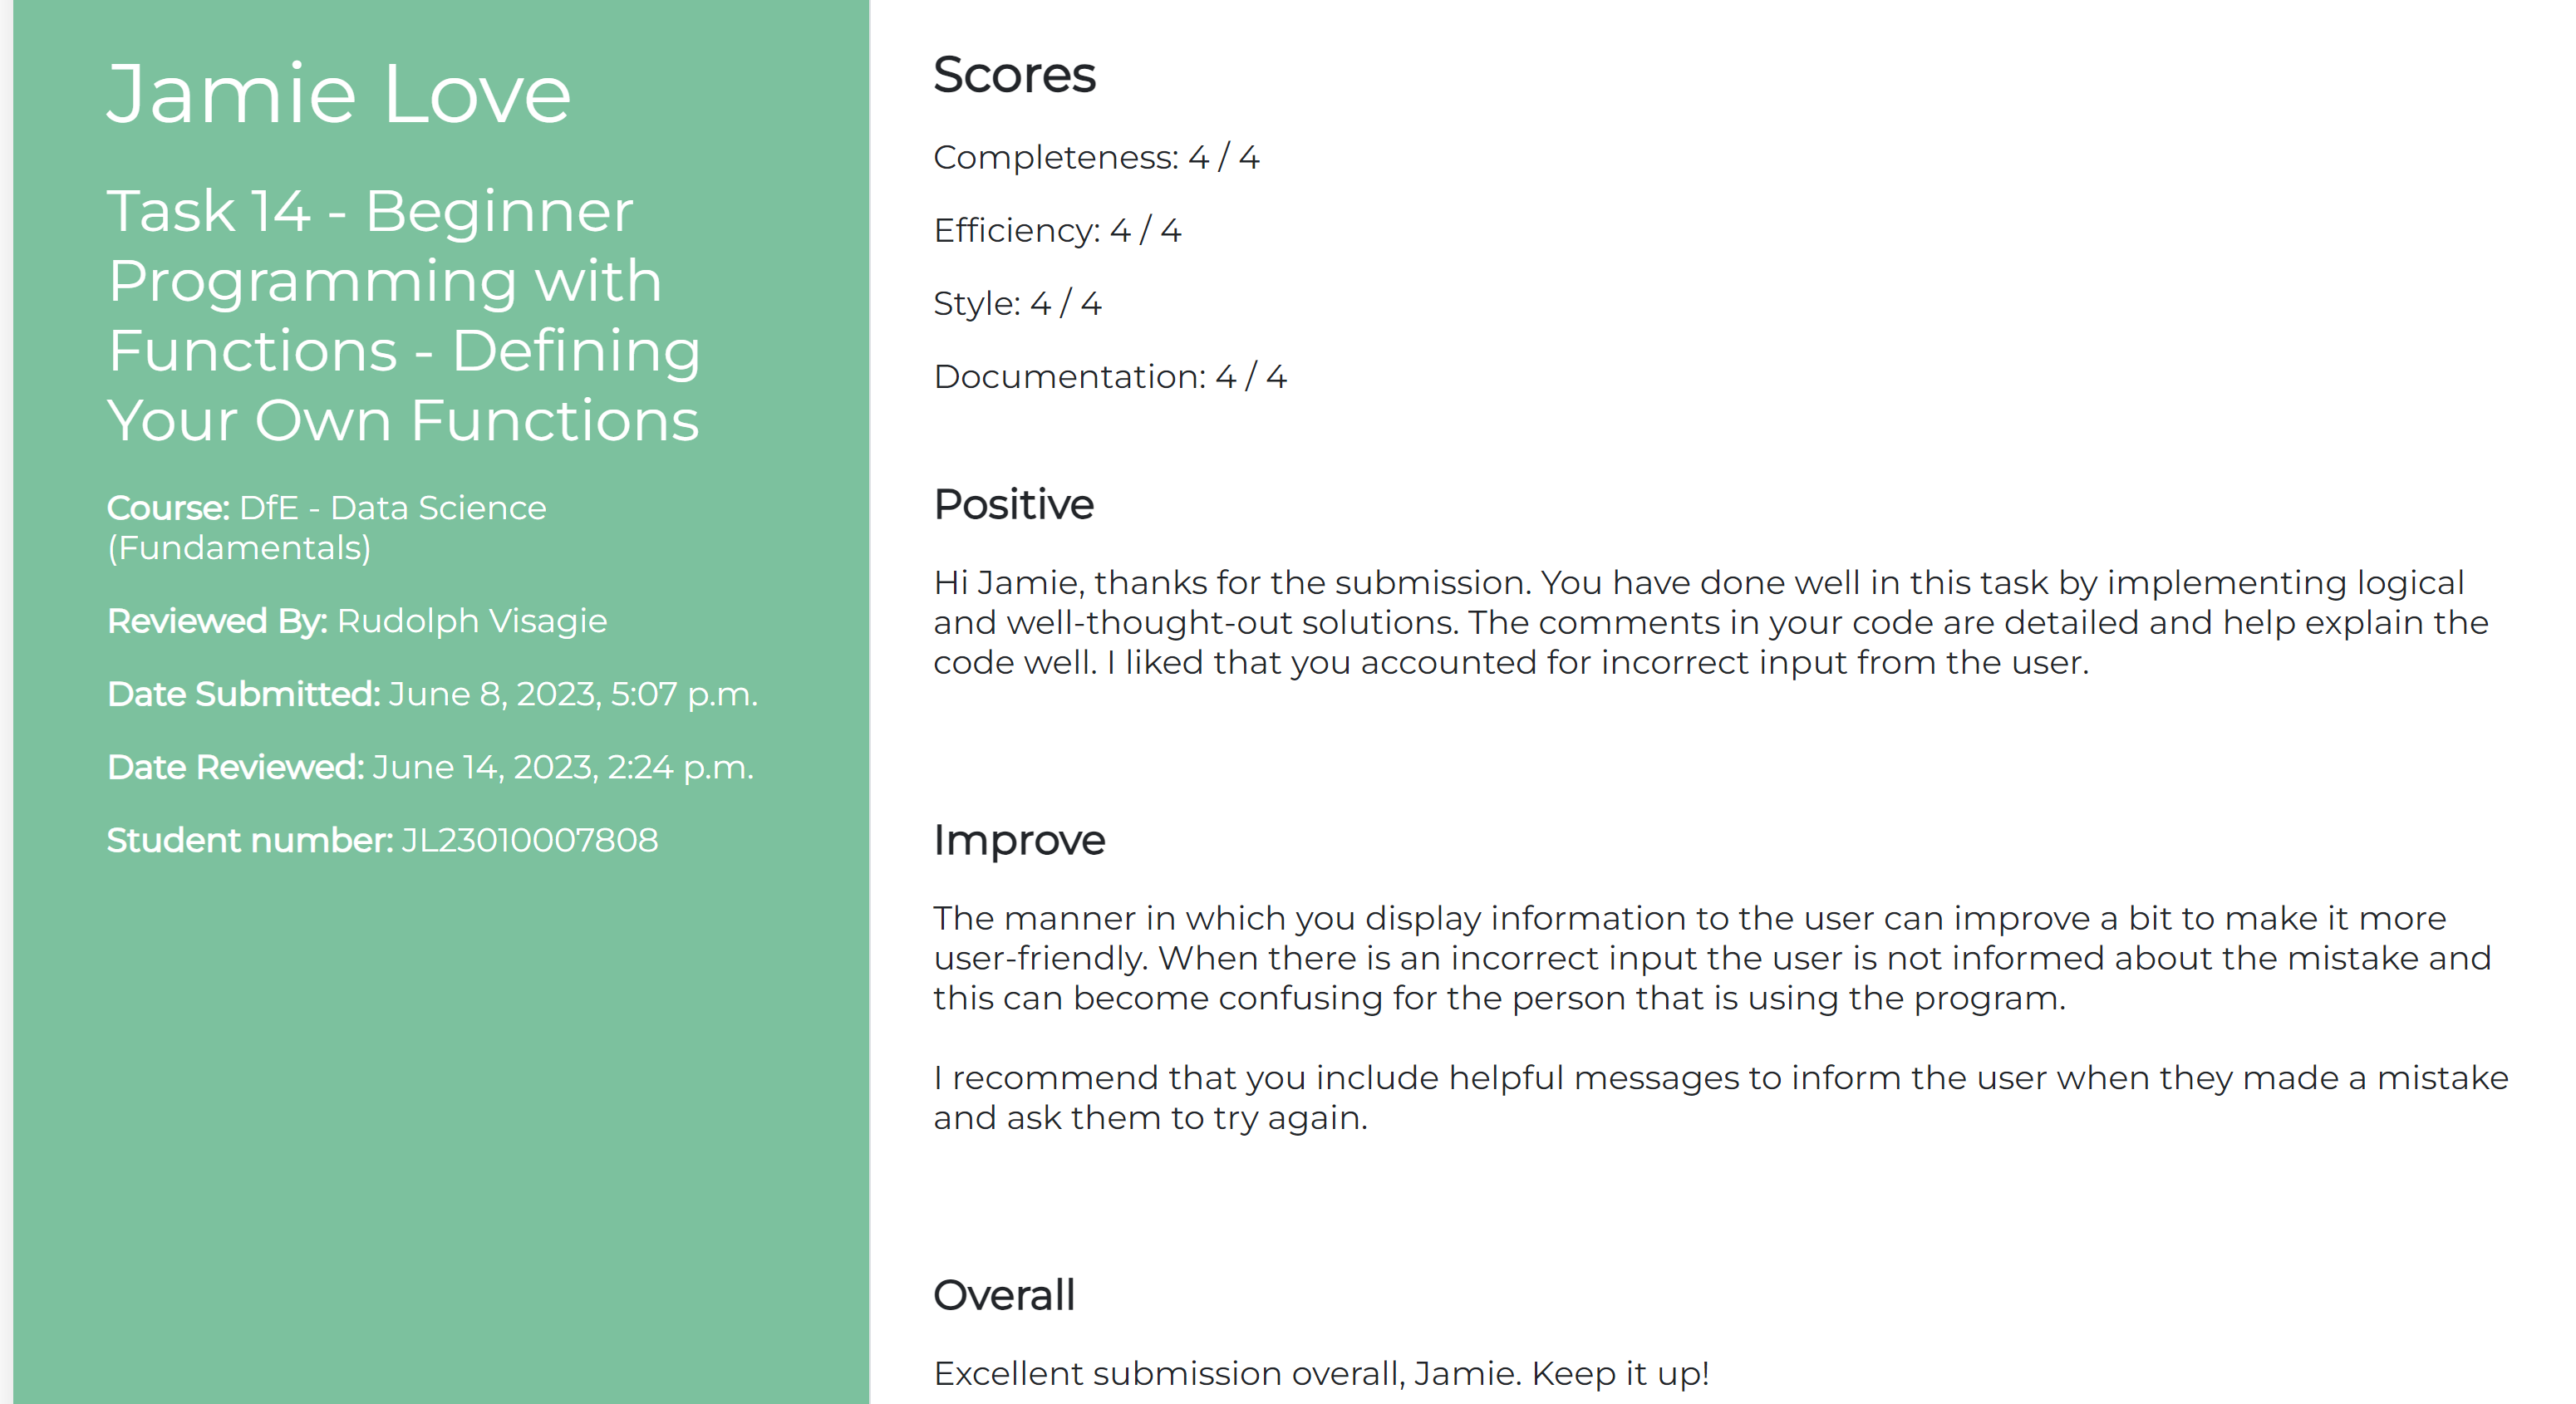 Jamie Love
Task 14 - Beginner
Programming with
Functions - Defining
Your Own Functions
Course: DfE - Data Science
(Fundamentals)
Reviewed By: Rudolph Visagie
Date Submitted: June 8, 2023, 5:07 p.m.
Date Reviewed: June 14, 2023, 2:24 p.m.
Student number: JL23010007808
Scores
Completeness: 4 / 4
Efficiency: 4 / 4
Style: 4 / 4
Documentation: 4 / 4
Positive
Hi Jamie, thanks for the submission. You have done well in this task by implementing logical
and well-thought-out solutions. The comments in your code are detailed and help explain the
code well. I liked that you accounted for incorrect input from the user.
Improve
The manner in which you display information to the user can improve a bit to make it more
user-friendly. When there is an incorrect input the user is not informed about the mistake and
this can become confusing for the person that is using the program.
I recommend that you include helpful messages to inform the user when they made a mistake
and ask them to try again.
Overall
Excellent submission overall, Jamie. Keep it up!